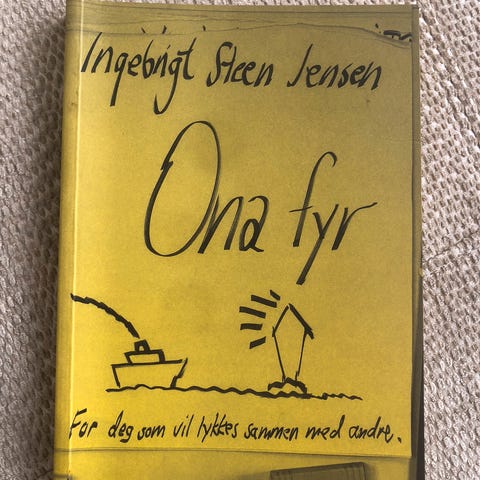 Ingebrigt Steen Jensen
Ona fyr
For deg som vil lykkes sammen med andre.